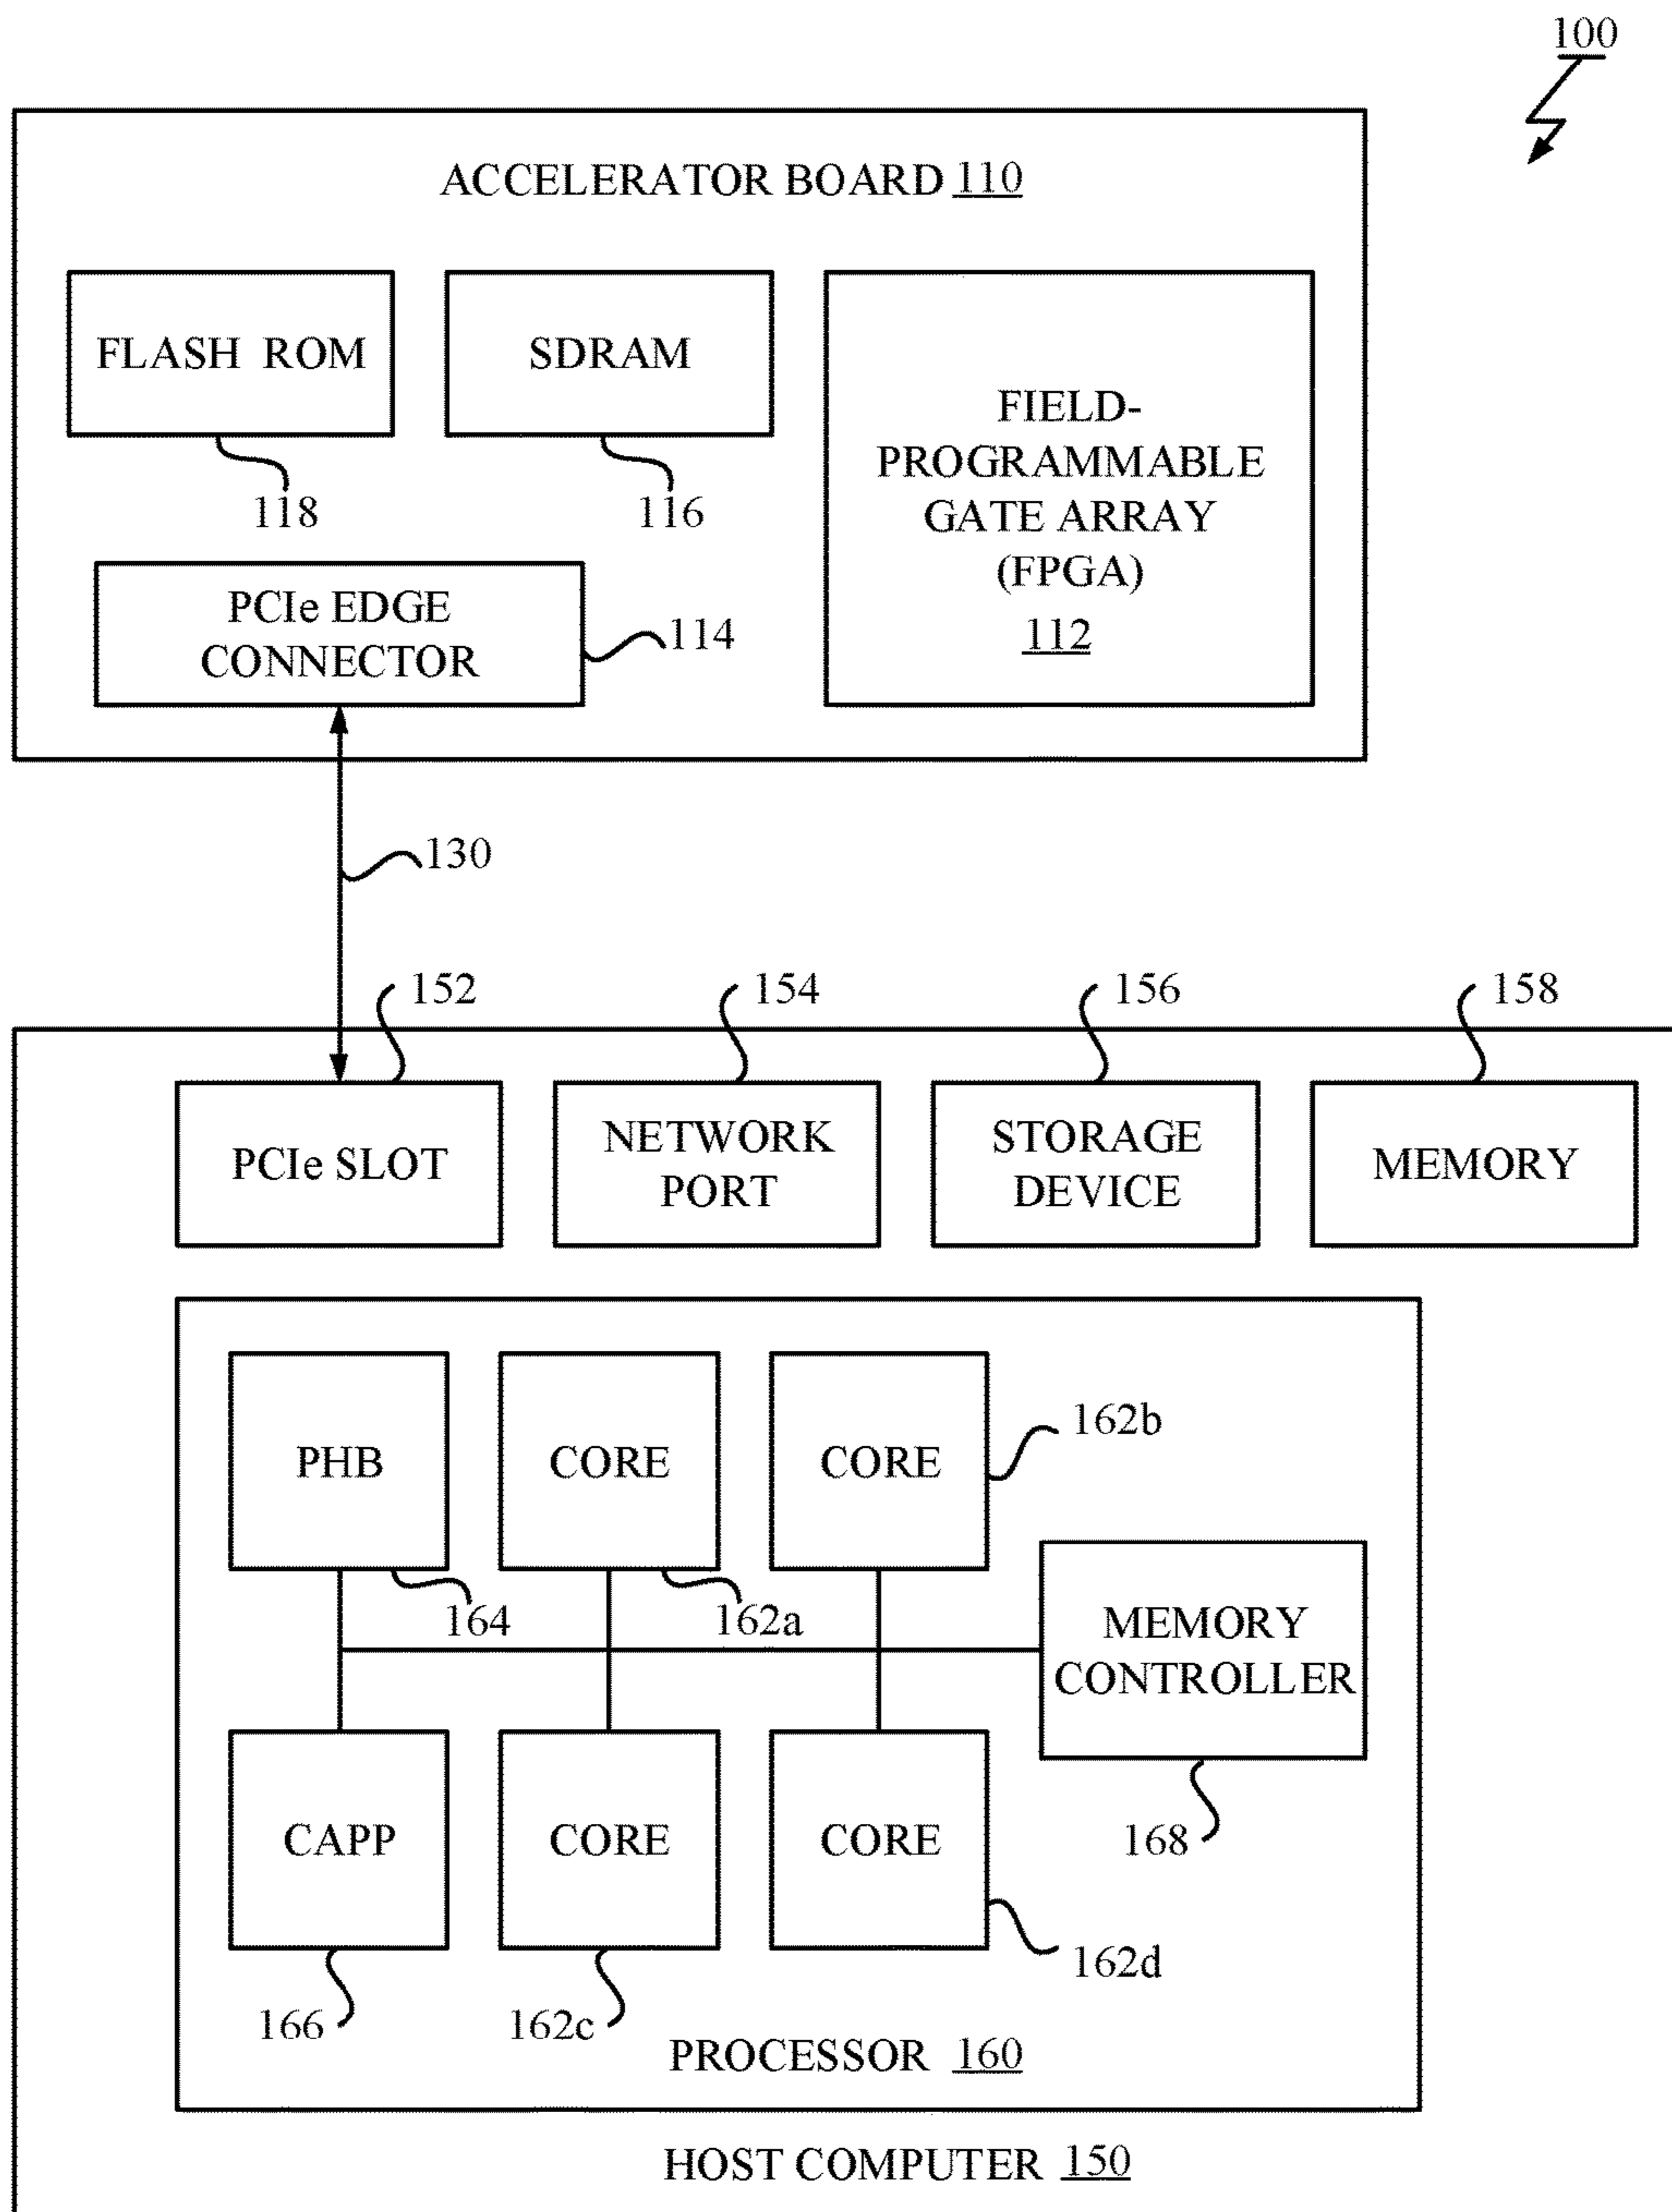 100
ACCELERATOR BOARD 110
FLASH ROM
118
SDRAM
116
FIELD-
PROGRAMMABLE
GATE ARRAY
(FPGA)
112
PCIe EDGE
CONNECTOR
114
130
152
154
156
158
PCIe SLOT
NETWORK
PORT
STORAGE
DEVICE
MEMORY
PHB
164
CORE
162a
CORE
162b
MEMORY
CONTROLLER
168
CAPP
166
CORE
162c
CORE
162d
PROCESSOR 160
HOST COMPUTER 150